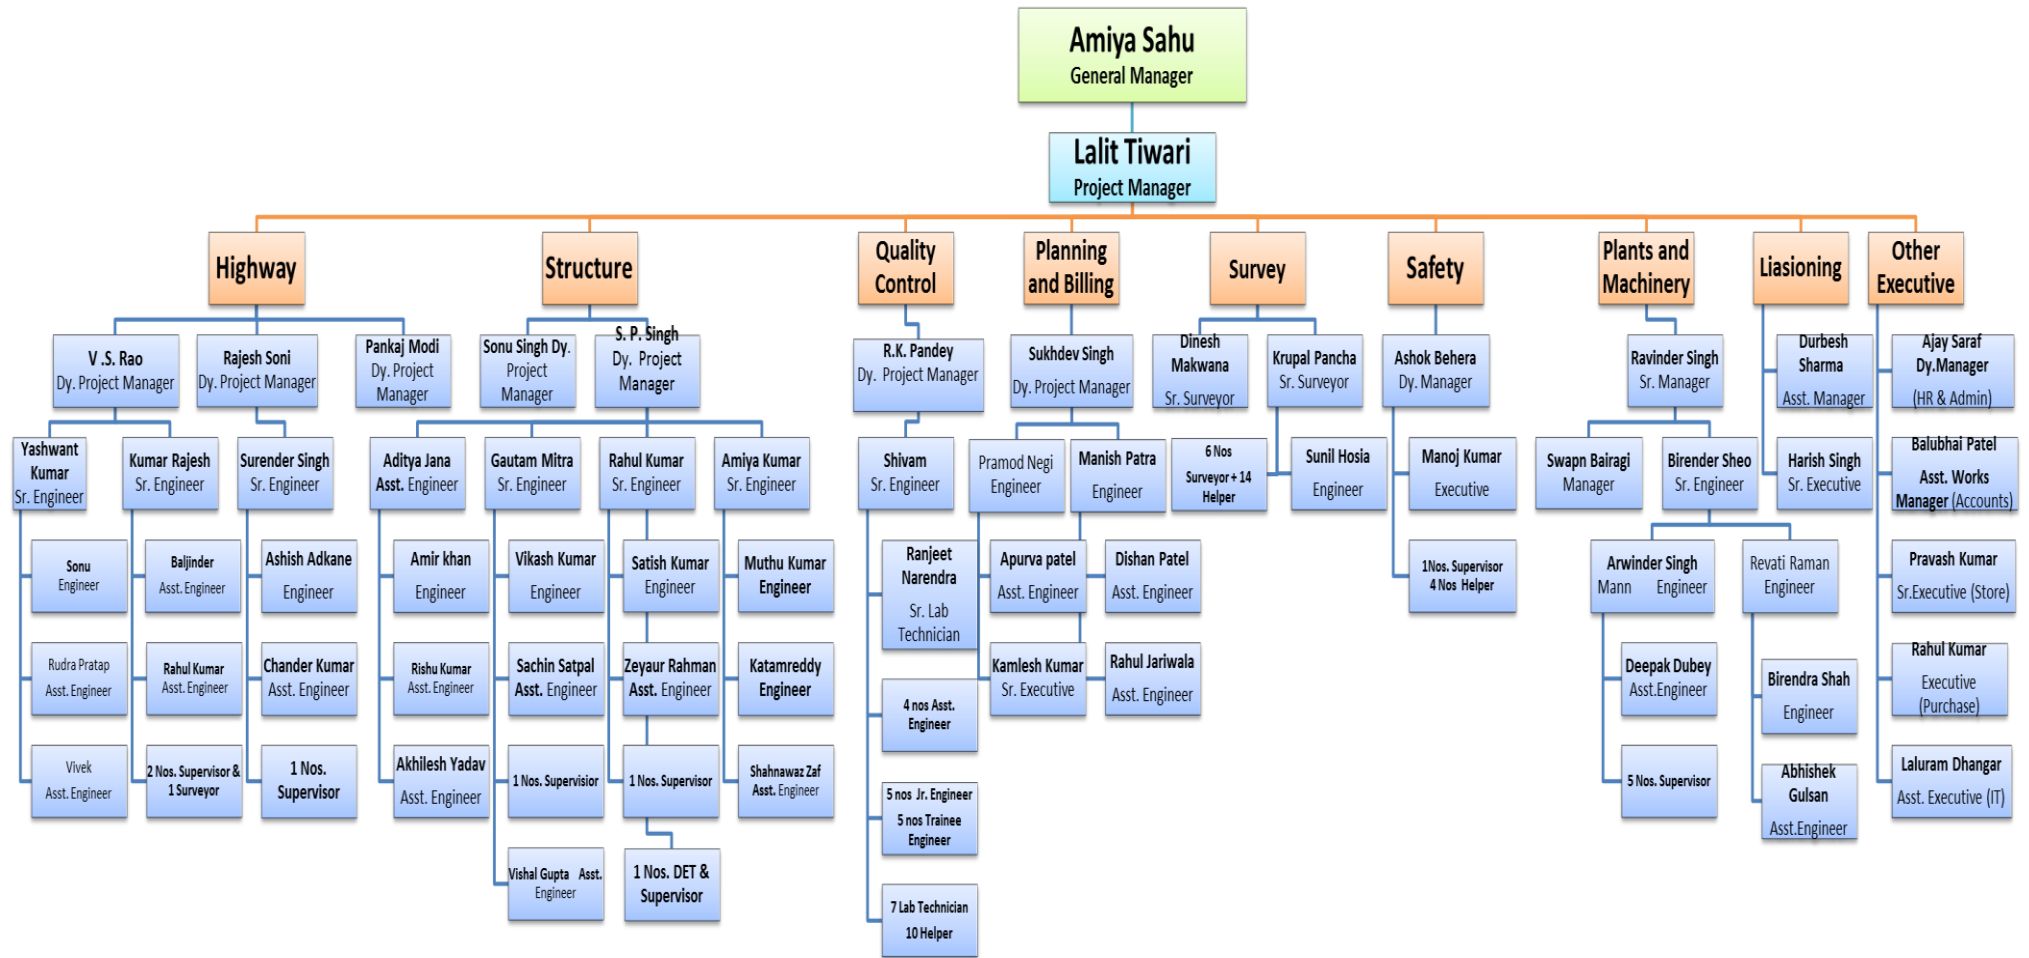 Amiya Sahu
General Manager
Lalit Tiwari
Project Manager
Highway
Structure
Quality
Control
Planning
and Billing
Survey
Safety
Plants and
Machinery
Liasioning
Other
Executive
V .S. Rao
Dy. Project Manager
Rajesh Soni
Dy. Project Manager
Pankaj Modi
Dy. Project
Manager
Sonu Singh Dy.
Project
Manager
S. P. Singh
Dy. Project
Manager
R.K. Pandey
Dy. Project Manager
Sukhdev Singh
Dy. Project Manager
Dinesh
Makwana
Sr. Surveyor
Krupal Pancha
Sr. Surveyor
Ashok Behera
Dy. Manager
Ravinder Singh
Sr. Manager
Durbesh
Sharma
Asst. Manager
Ajay Saraf
Dy.Manager
(HR & Admin)
Yashwant
Kumar
Sr. Engineer
Kumar Rajesh
Sr. Engineer
Surender Singh
Sr. Engineer
Aditya Jana
Asst. Engineer
Gautam Mitra
Sr. Engineer
Rahul Kumar
Sr. Engineer
Amiya Kumar
Sr. Engineer
Shivam
Sr. Engineer
Pramod Negi
Engineer
Manish Patra
Engineer
6 Nos
Surveyor + 14
Helper
Sunil Hosia
Engineer
Manoj Kumar
Executive
Swapn Bairagi
Manager
Birender Sheo
Sr. Engineer
Harish Singh
Sr. Executive
Balubhai Patel
Asst. Works
Manager (Accounts)
Sonu
Engineer
Baljinder
Asst. Engineer
Ashish Adkane
Engineer
Amir khan
Engineer
Vikash Kumar
Engineer
Satish Kumar
Engineer
Muthu Kumar
Engineer
Ranjeet
Narendra
Sr. Lab
Technician
Apurva patel
Asst. Engineer
Dishan Patel
Asst. Engineer
1Nos. Supervisor
4 Nos Helper
Arwinder Singh
Mann Engineer
Revati Raman
Engineer
Pravash Kumar
Sr.Executive (Store)
Rudra Pratap
Asst. Engineer
Rahul Kumar
Asst. Engineer
Chander Kumar
Asst. Engineer
Rishu Kumar
Asst. Engineer
Sachin Satpal
Asst. Engineer
Zeyaur Rahman
Asst. Engineer
Katamreddy
Engineer
4 nos Asst.
Engineer
Kamlesh Kumar
Sr. Executive
Rahul Jariwala
Asst. Engineer
Deepak Dubey
Asst.Engineer
Birendra Shah
Engineer
Rahul Kumar
Executive
(Purchase)
Vivek
Asst. Engineer
2 Nos. Supervisor &
1 Surveyor
1 Nos.
Supervisor
Akhilesh Yadav
Asst. Engineer
1 Nos. Supervisior
1 Nos. Supervisor
Shahnawaz Zaf
Asst. Engineer
5 nos Jr. Engineer
5 nos Trainee
Engineer
5 Nos. Supervisor
Abhishek
Gulsan
Asst.Engineer
Laluram Dhangar
Asst. Executive (IT)
Vishal Gupta Asst.
Engineer
1 Nos. DET &
Supervisor
7 Lab Technician
10 Helper